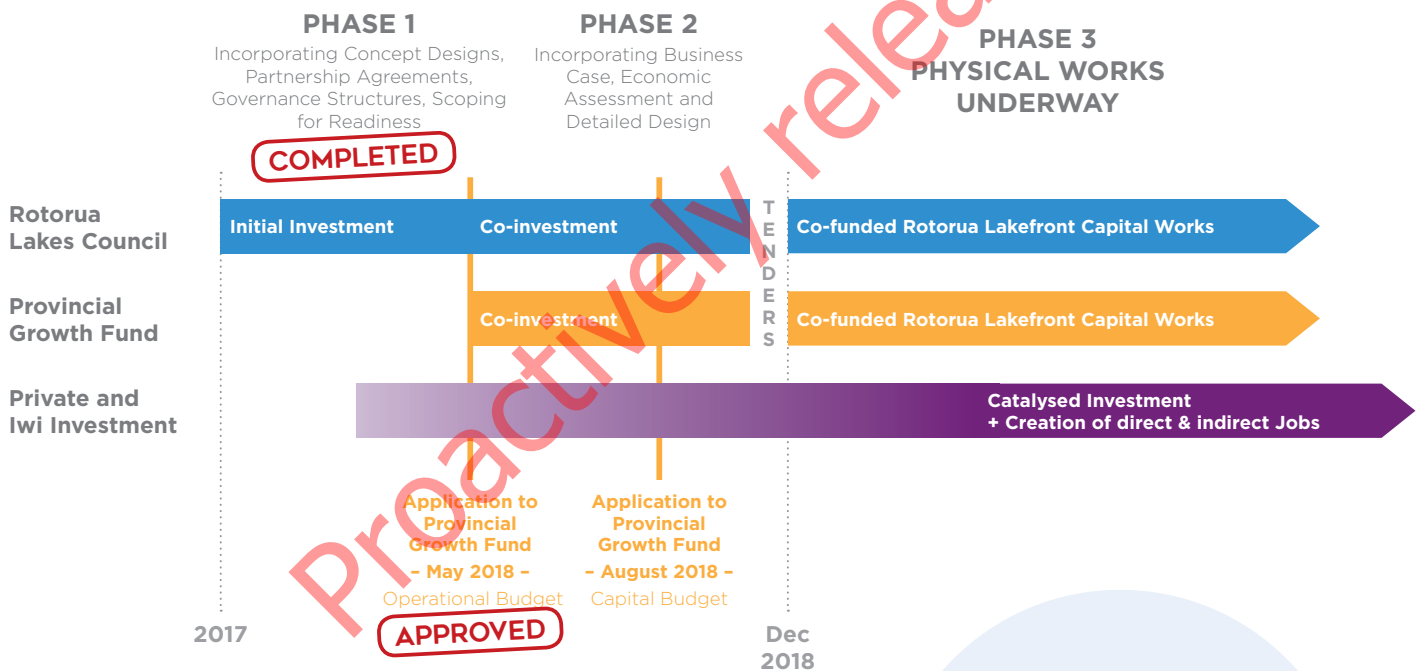 PHASE 1
Incorporating Concept Designs,
Partnership Agreements,
Governance Structures, Scoping
for Readiness
COMPLETED
PHASE 2
Incorporating Business
Case, Economic
Assessment and
Detailed Design
PHASE 3
PHYSICAL WORKS
UNDERWAY
Rotorua
Lakes Council
Initial Investment
Co-investment
TENDERS
Co-funded Rotorua Lakefront Capital Works
Provincial
Growth Fund
Co-investment
Co-funded Rotorua Lakefront Capital Works
Private and
Iwi Investment
Catalysed Investment
+ Creation of direct & indirect Jobs
Application to
Provincial
Growth Fund
– May 2018 –
Operational Budget
APPROVED
Application to
Provincial
Growth Fund
– August 2018 –
Capital Budget
2017
Dec
2018
Proactively